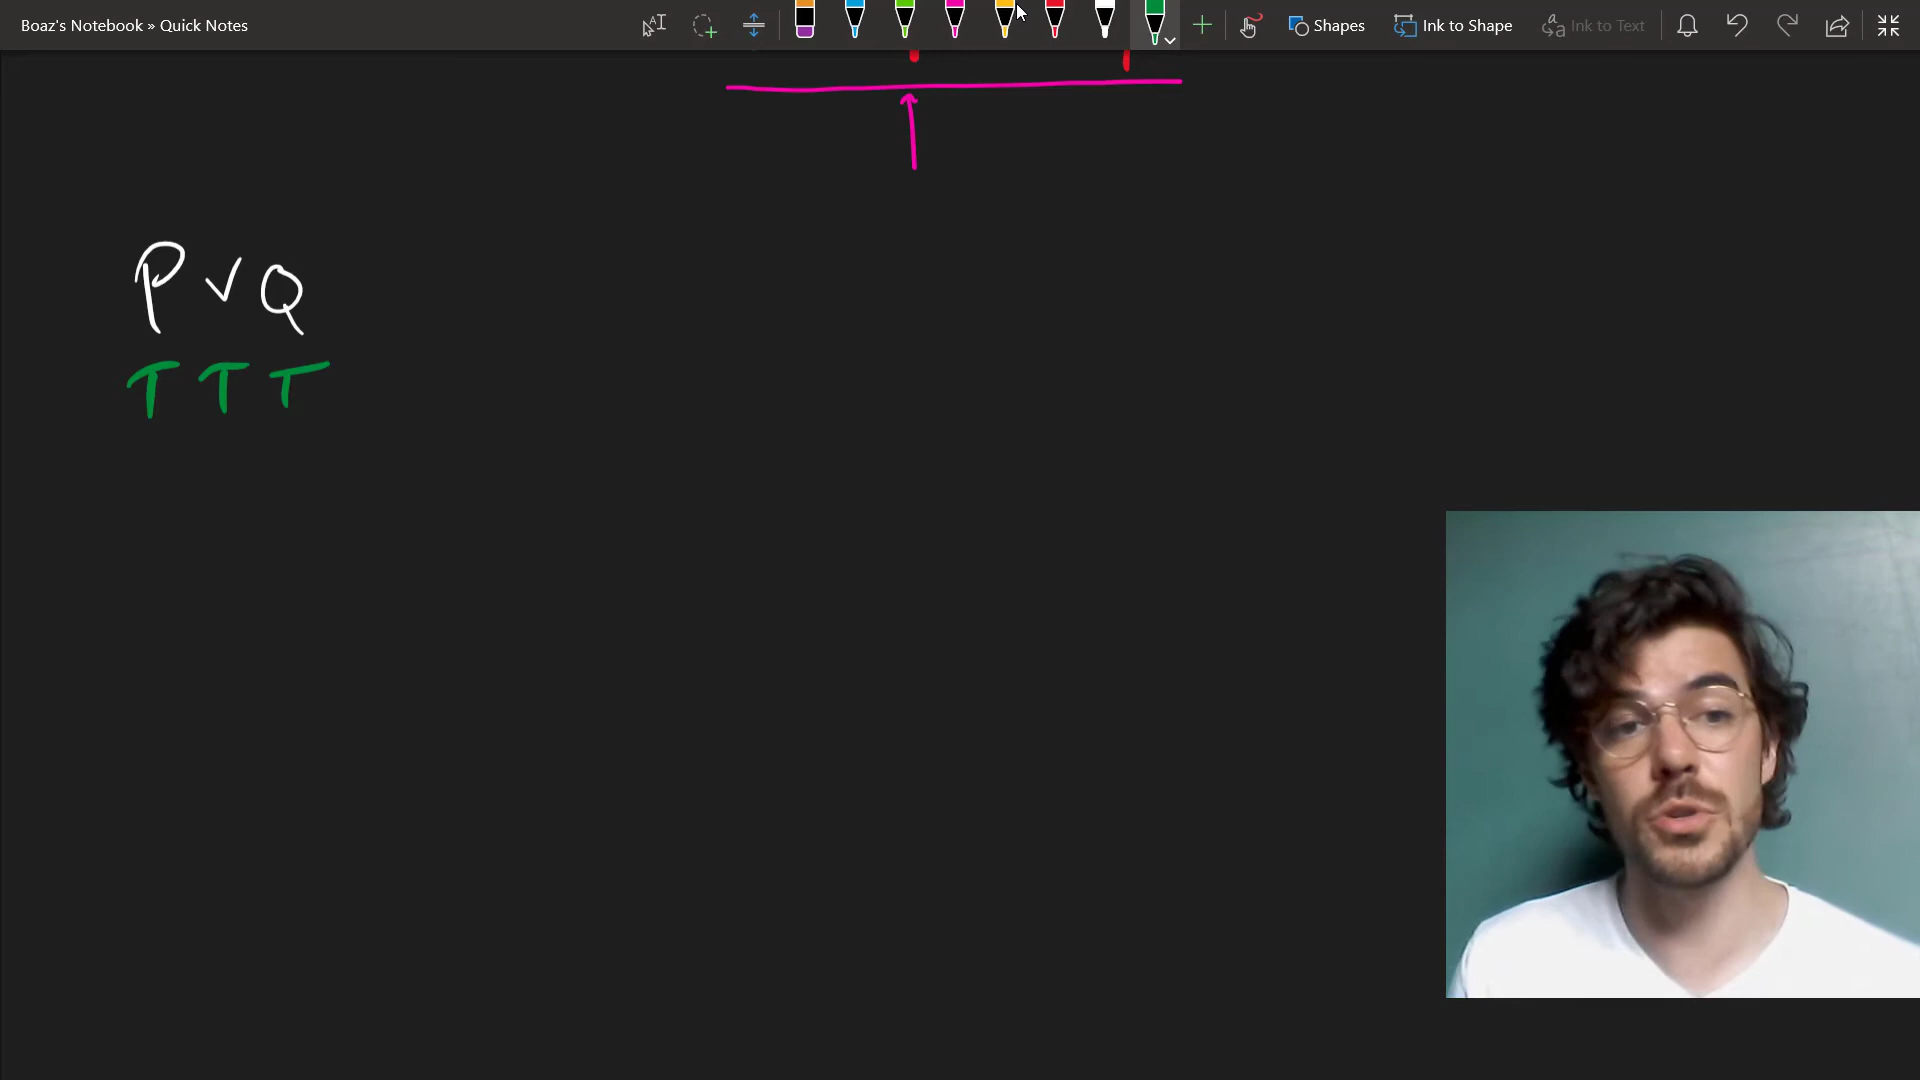 Boaz's Notebook » Quick Notes
Shapes
Ink to Shape
Ink to Text
P ∨ Q
T T T